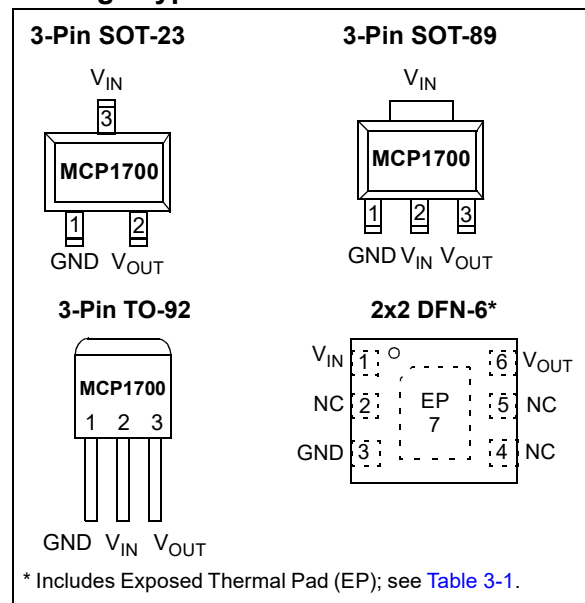 3-Pin SOT-23
V_IN
3
MCP1700
1 2
GND V_OUT
3-Pin SOT-89
V_IN
MCP1700
1 2 3
GND V_IN V_OUT
3-Pin TO-92
MCP1700
1 2 3
GND V_IN V_OUT
2x2 DFN-6*
V_IN 1 6 V_OUT
NC 2 EP 5 NC
7
GND 3 4 NC
* Includes Exposed Thermal Pad (EP); see Table 3-1.